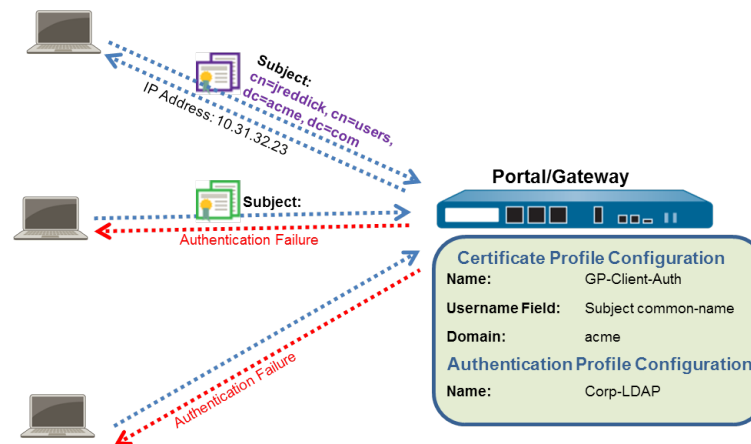 Subject:
cn=jreddick, cn=users,
dc=acme, dc=com
IP Address: 10.31.32.23
Subject:
Authentication Failure
Authentication Failure
Portal/Gateway
Certificate Profile Configuration
Name: GP-Client-Auth
Username Field: Subject common-name
Domain: acme
Authentication Profile Configuration
Name: Corp-LDAP